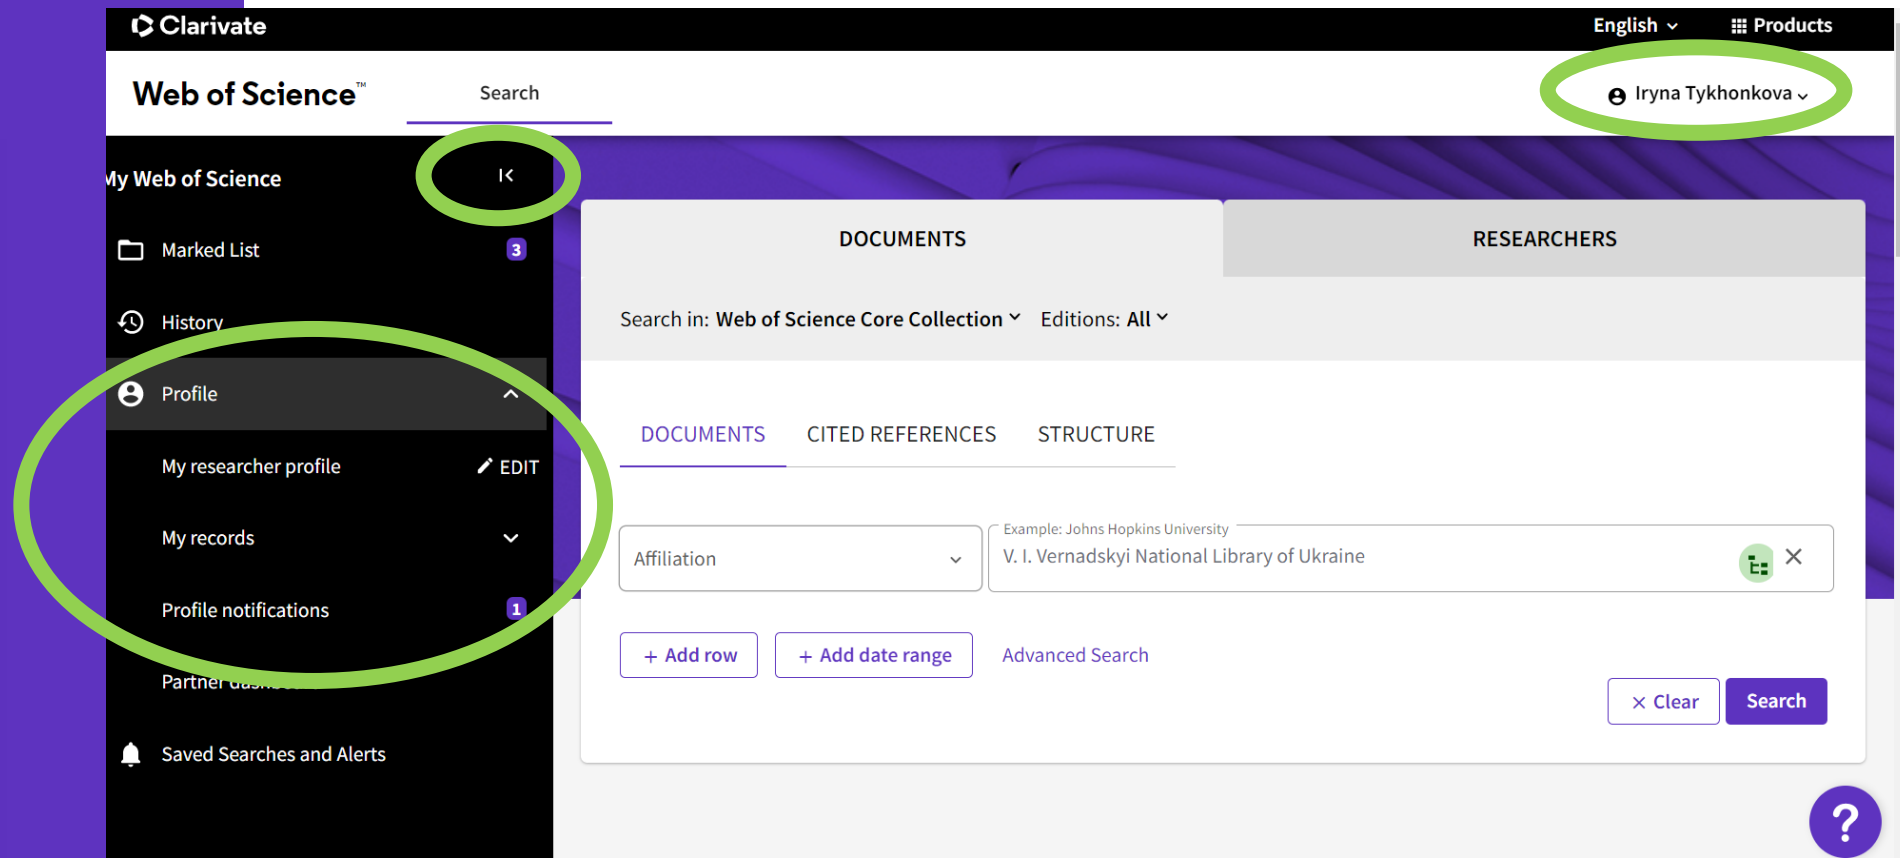 Clarivate
English
Products
Web of Science™
Search
Iryna Tykhonkova
My Web of Science
Marked List 3
History
Profile
My researcher profile EDIT
My records
Profile notifications 1
Partner
Saved Searches and Alerts
DOCUMENTS
RESEARCHERS
Search in: Web of Science Core Collection Editions: All
DOCUMENTS CITED REFERENCES STRUCTURE
Affiliation
Example: Johns Hopkins University
V. I. Vernadskyi National Library of Ukraine
+ Add row
+ Add date range
Advanced Search
× Clear
Search
?